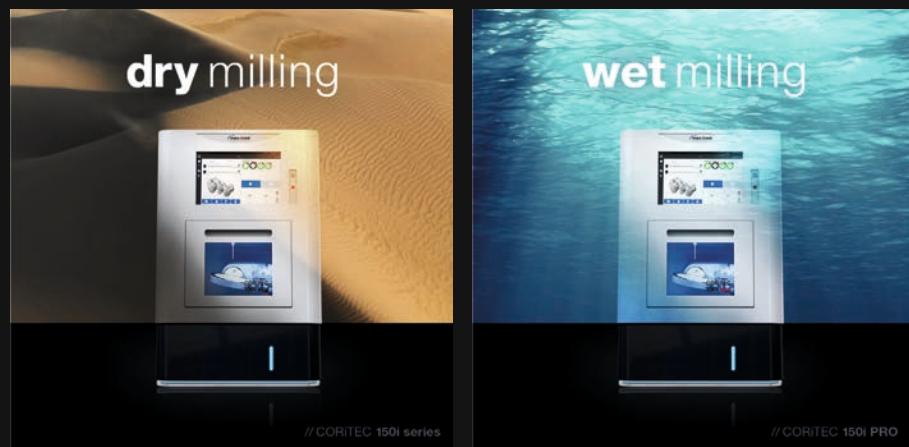 dry milling
// CORiTEC 150i series
wet milling
// CORiTEC 150i PRO